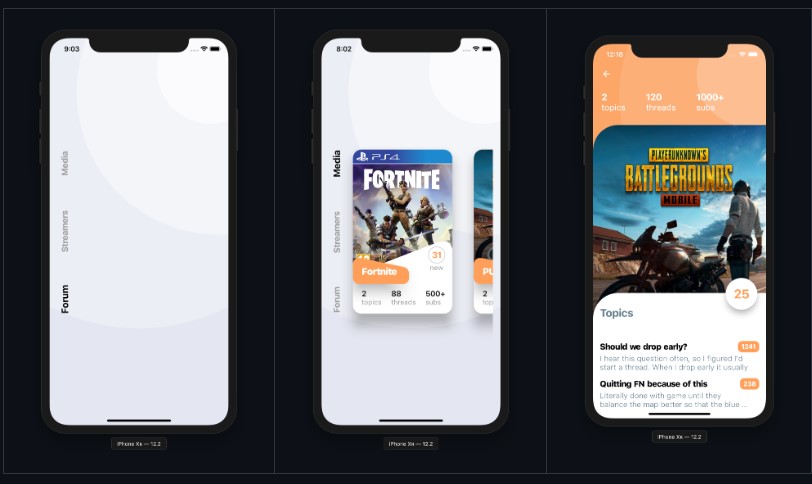 9:03
Media
Streamers
Forum
iPhone Xʀ — 12.2
8:02
Media
Streamers
Forum
PS4
FORTNITE
31
new
Fortnite
2
topics
88
threads
500+
subs
PU
2
top
iPhone Xʀ — 12.2
12:16
2
topics
120
threads
1000+
subs
PLAYERUNKNOWN'S
BATTLEGROUNDS
MOBILE
25
Topics
Should we drop early?
1241
I hear this question often, so I figured I'd
start a thread. When I drop early it usually
Quitting FN because of this
238
Literally done with game until they
balance the map better so that the blue ...
iPhone Xʀ — 12.2